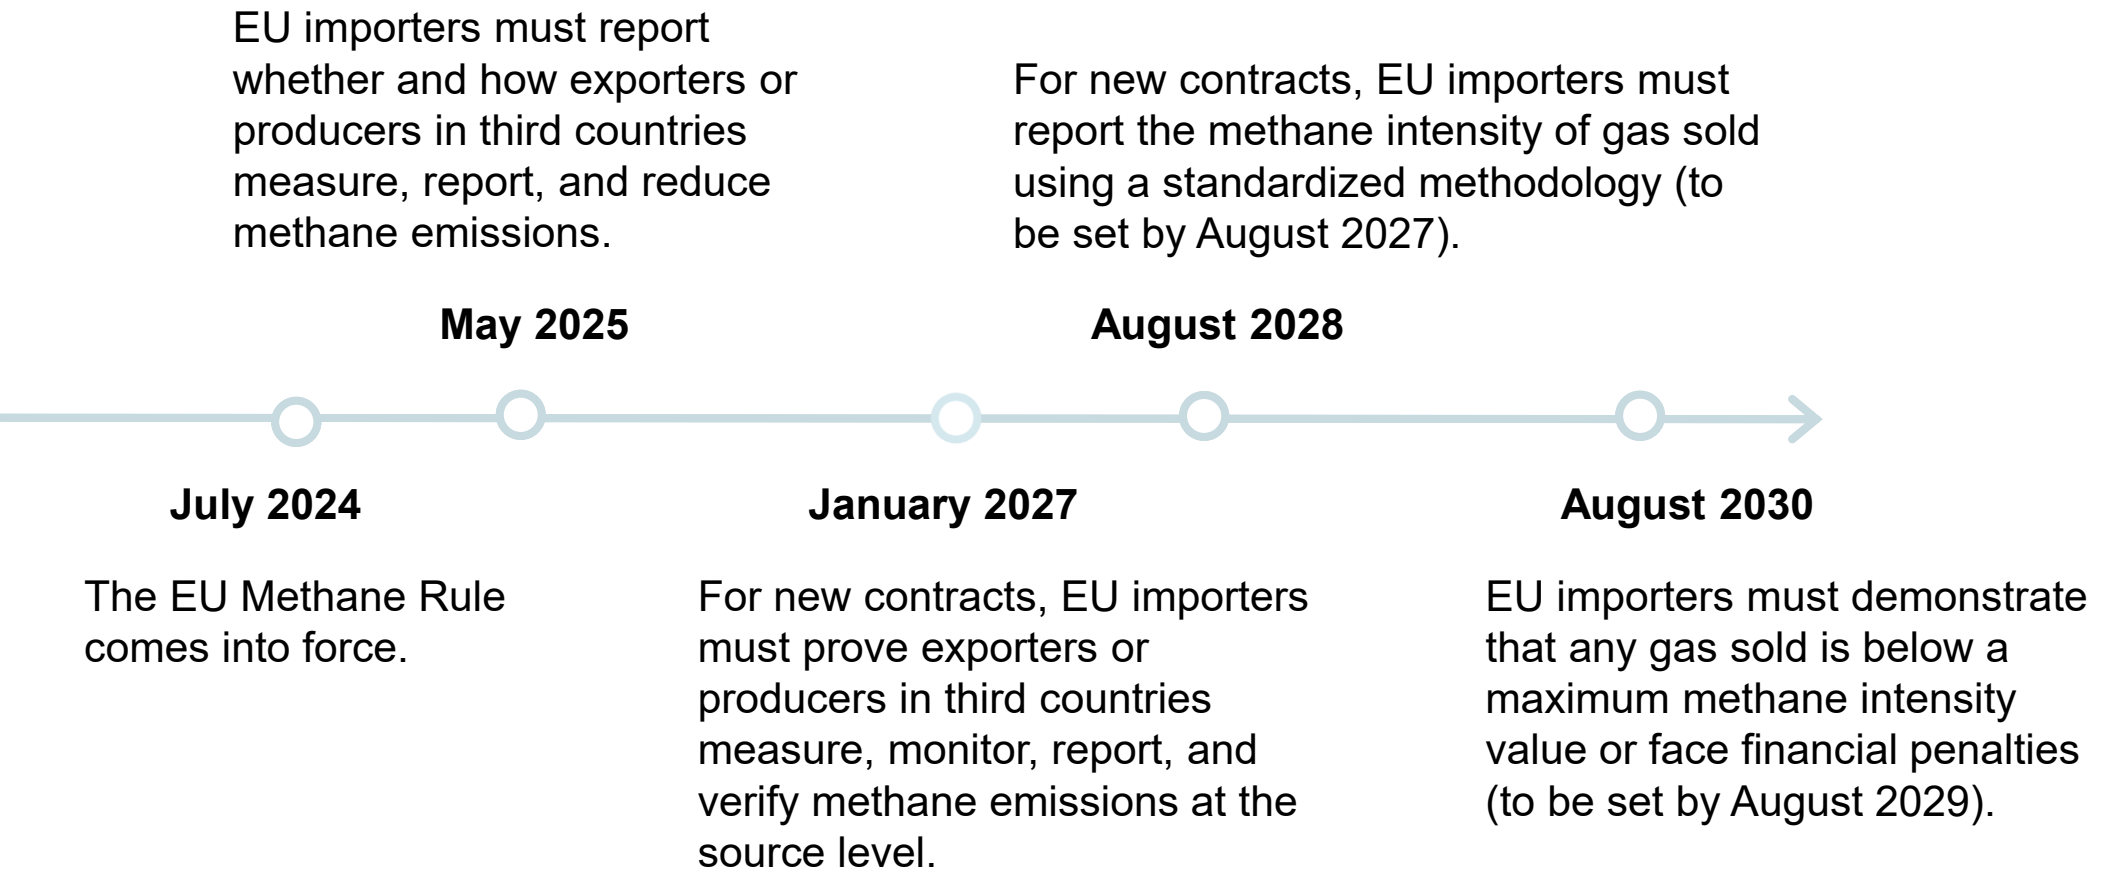 EU importers must report
whether and how exporters or
producers in third countries
measure, report, and reduce
methane emissions.
For new contracts, EU importers must
report the methane intensity of gas sold
using a standardized methodology (to
be set by August 2027).
May 2025
August 2028
July 2024
January 2027
August 2030
The EU Methane Rule
comes into force.
For new contracts, EU importers
must prove exporters or
producers in third countries
measure, monitor, report, and
verify methane emissions at the
source level.
EU importers must demonstrate
that any gas sold is below a
maximum methane intensity
value or face financial penalties
(to be set by August 2029).